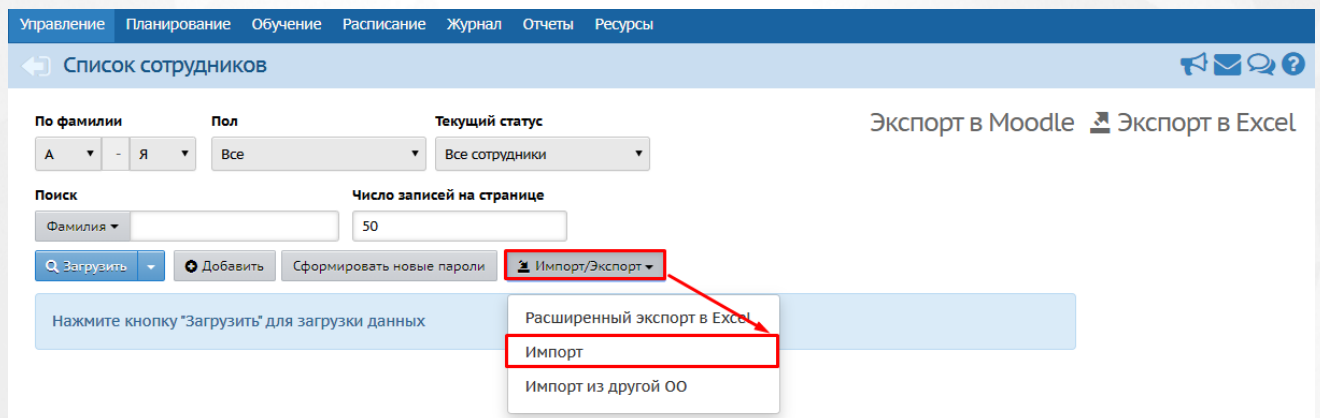 Управление Планирование Обучение Расписание Журнал Отчеты Ресурсы
Список сотрудников
По фамилии Пол Текущий статус Экспорт в Moodle Экспорт в Excel
А - Я Все Все сотрудники
Поиск Число записей на странице
Фамилия 50
Загрузить Добавить Сформировать новые пароли Импорт/Экспорт
Нажмите кнопку "Загрузить" для загрузки данных
Расширенный экспорт в Excel
Импорт
Импорт из другой ОО